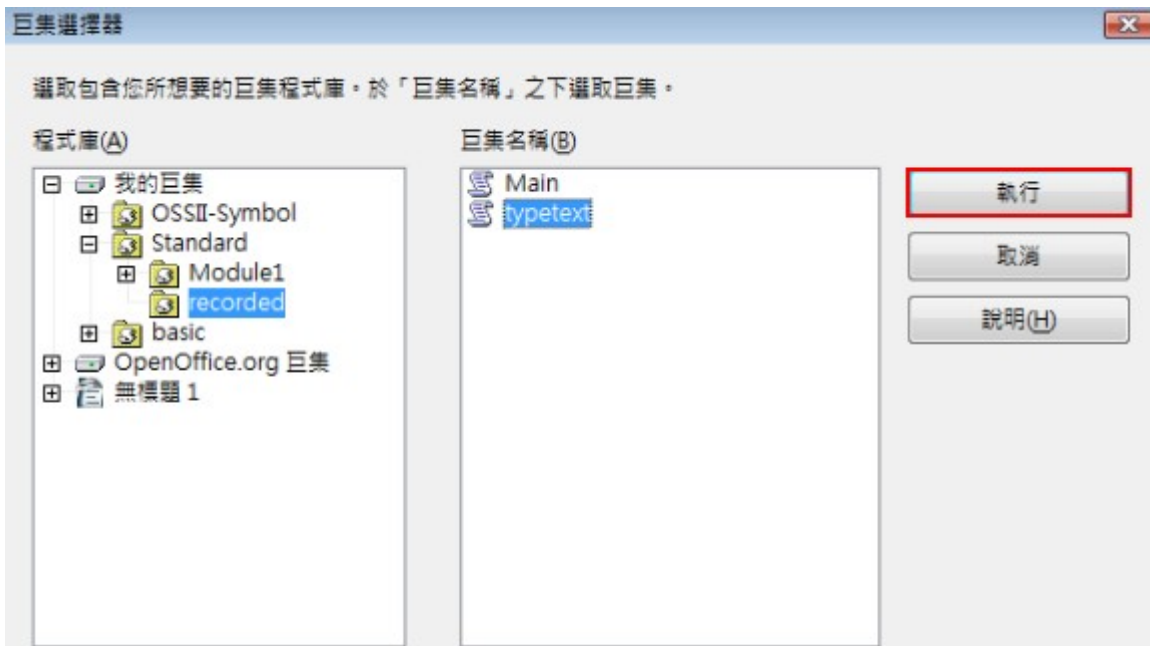 巨集選擇器
選取包含您所想要的巨集程式庫。於「巨集名稱」之下選取巨集。
程式庫(A)
我的巨集
OSSII-Symbol
Standard
Module1
recorded
basic
OpenOffice.org 巨集
無標題 1
巨集名稱(B)
Main
typetext
執行
取消
說明(H)